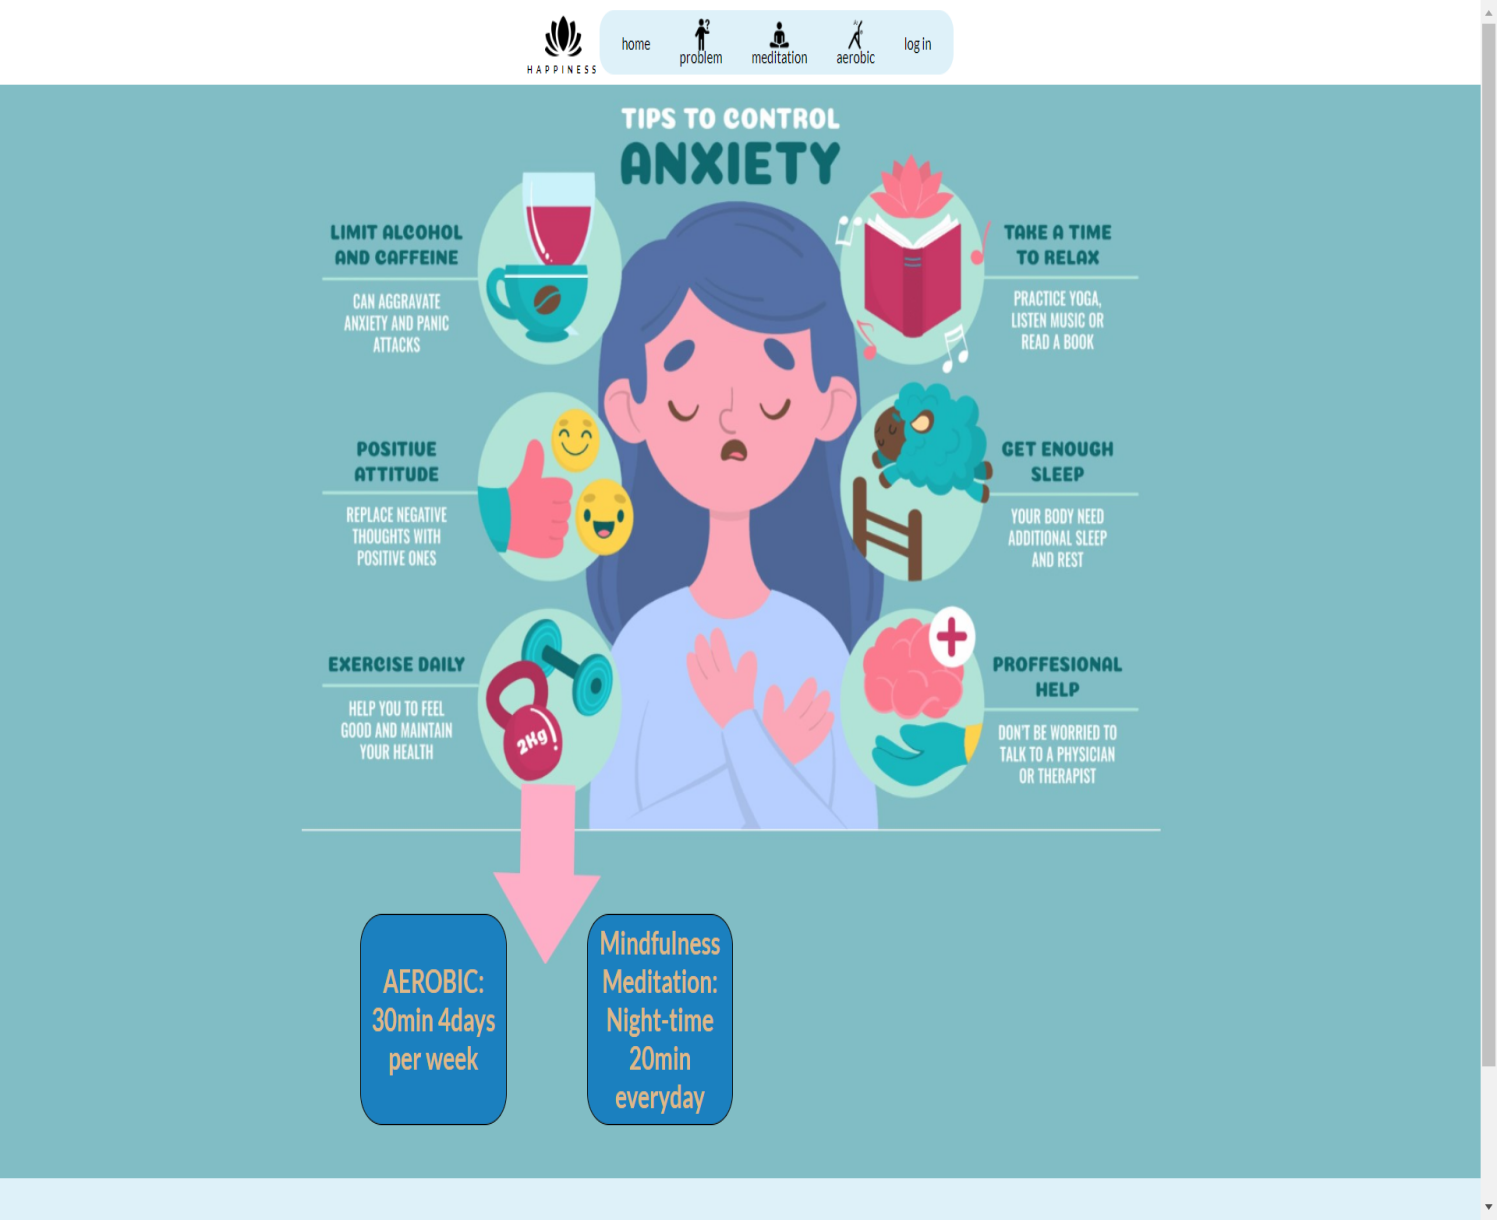 HAPPINESS
home
problem
meditation
aerobic
log in
TIPS TO CONTROL
ANXIETY
LIMIT ALCOHOL
AND CAFFEINE
CAN AGGRAVATE
ANXIETY AND PANIC
ATTACKS
POSITIUE
ATTITUDE
REPLACE NEGATIVE
THOUGHTS WITH
POSITIVE ONES
EXERCISE DAILY
HELP YOU TO FEEL
GOOD AND MAINTAIN
YOUR HEALTH
2Kg
TAKE A TIME
TO RELAX
PRACTICE YOGA,
LISTEN MUSIC OR
READ A BOOK
GET ENOUGH
SLEEP
YOUR BODY NEED
ADDITIONAL SLEEP
AND REST
PROFFESIONAL
HELP
DON'T BE WORRIED TO
TALK TO A PHYSICIAN
OR THERAPIST
AEROBIC:
30min 4days
per week
Mindfulness
Meditation:
Night-time
20min
everyday